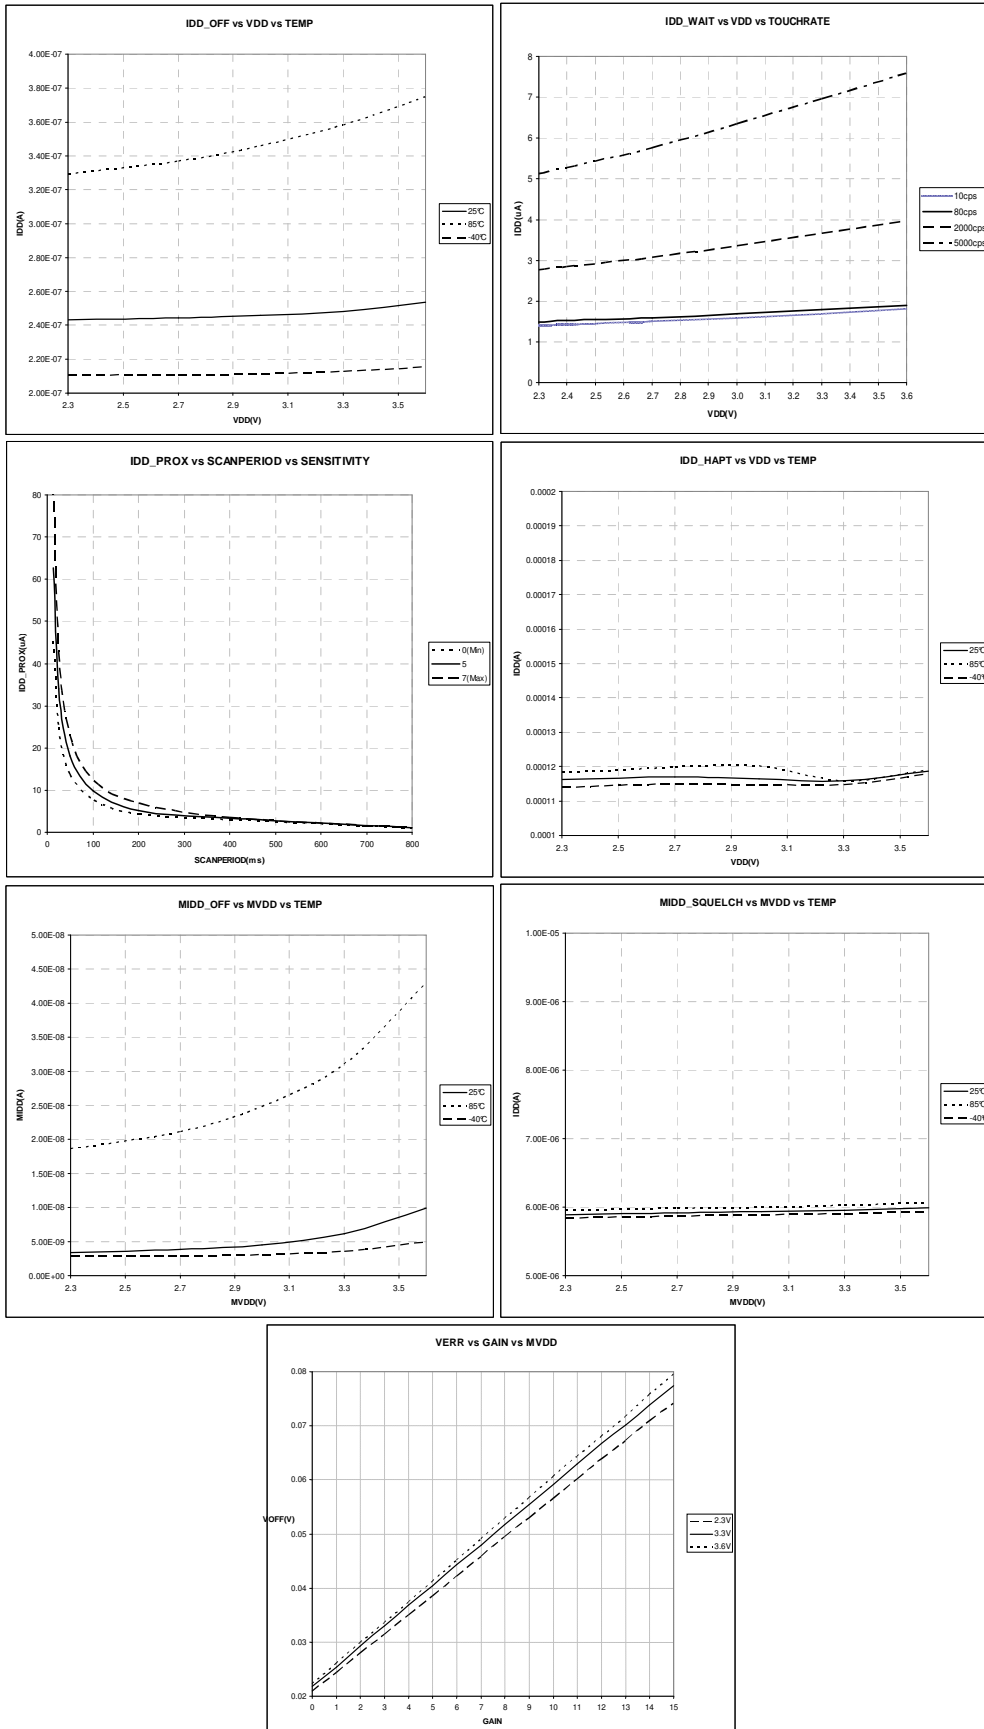 IDD_OFF vs VDD vs TEMP
4.00E-07
3.80E-07
3.60E-07
3.40E-07
3.20E-07
3.00E-07
2.80E-07
2.60E-07
2.40E-07
2.20E-07
2.00E-07
IDD(A)
2.3 2.5 2.7 2.9 3.1 3.3 3.5
VDD(V)
25°C
85°C
-40°C
IDD_WAIT vs VDD vs TOUCHRATE
8
7
6
5
4
3
2
1
0
IDD(uA)
2.3 2.4 2.5 2.6 2.7 2.8 2.9 3.0 3.1 3.2 3.3 3.4 3.5 3.6
VDD(V)
10cps
80cps
2000cps
5000cps
IDD_PROX vs SCANPERIOD vs SENSITIVITY
80
70
60
50
40
30
20
10
0
IDD_PROX(uA)
0 100 200 300 400 500 600 700 800
SCANPERIOD(ms)
0(Min)
5
7(Max)
IDD_HAPT vs VDD vs TEMP
0.0002
0.00019
0.00018
0.00017
0.00016
0.00015
0.00014
0.00013
0.00012
0.00011
0.0001
IDD(A)
2.3 2.5 2.7 2.9 3.1 3.3 3.5
VDD(V)
25°C
85°C
-40°C
MIDD_OFF vs MVDD vs TEMP
5.00E-08
4.50E-08
4.00E-08
3.50E-08
3.00E-08
2.50E-08
2.00E-08
1.50E-08
1.00E-08
5.00E-09
0.00E+00
MIDD(A)
2.3 2.5 2.7 2.9 3.1 3.3 3.5
MVDD(V)
25°C
85°C
-40°C
MIDD_SQUELCH vs MVDD vs TEMP
1.00E-05
9.00E-06
8.00E-06
7.00E-06
6.00E-06
5.00E-06
IDD(A)
2.3 2.5 2.7 2.9 3.1 3.3 3.5
MVDD(V)
25°C
85°C
-40°C
VERR vs GAIN vs MVDD
0.08
0.07
0.06
0.05
0.04
0.03
0.02
VOFF(V)
0 1 2 3 4 5 6 7 8 9 10 11 12 13 14 15
GAIN
2.3V
3.3V
3.6V